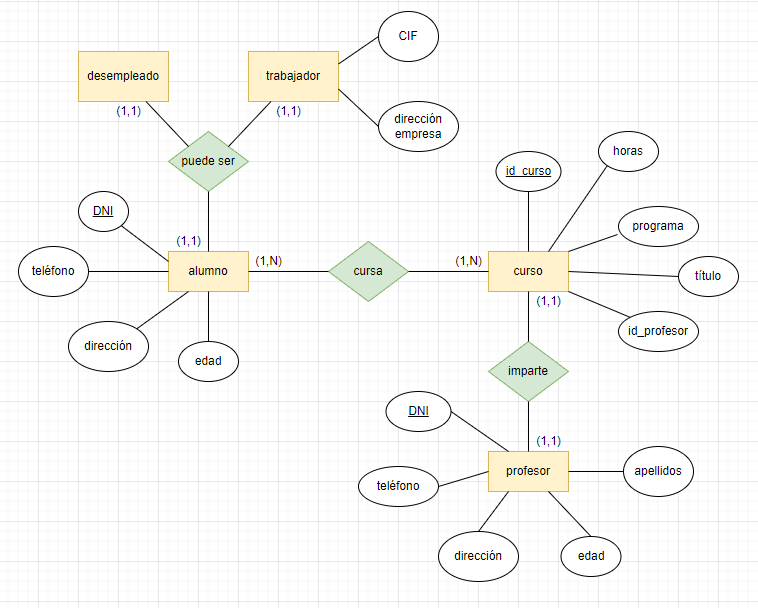 CIF
desempleado
trabajador
(1,1)
(1,1)
dirección
empresa
puede ser
horas
id_curso
DNI
programa
(1,1)
(1,N)
(1,N)
teléfono
alumno
cursa
curso
título
(1,1)
id_profesor
dirección
edad
imparte
DNI
(1,1)
profesor
apellidos
teléfono
dirección
edad